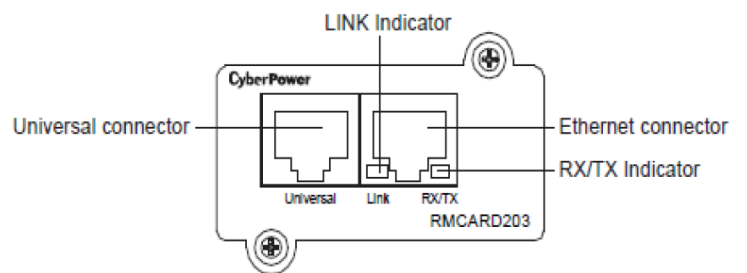 LINK Indicator
CyberPower
Universal connector
Ethernet connector
RX/TX Indicator
Universal Link RX/TX
RMCARD203